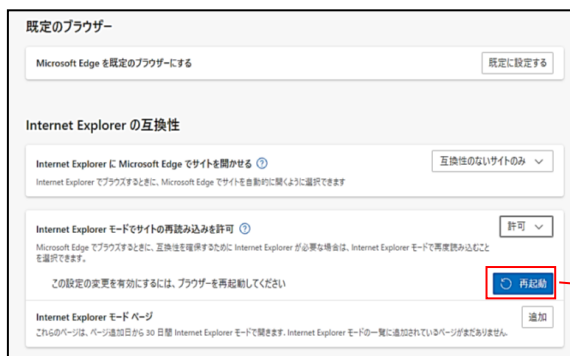 既定のブラウザー
Microsoft Edge を既定のブラウザーにする
既定に設定する
Internet Explorer の互換性
Internet Explorer に Microsoft Edge でサイトを開かせる ?
互換性のないサイトのみ
Internet Explorer でブラウズするときに、Microsoft Edge でサイトを自動的に開くように選択できます
Internet Explorer モードでサイトの再読み込みを許可 ?
許可
Microsoft Edge でブラウズするときに、互換性を確保するために Internet Explorer が必要な場合は、Internet Explorer モードで再度読み込むこと
を選択できます。
この設定の変更を有効にするには、ブラウザーを再起動してください
再起動
Internet Explorer モード ページ
追加
これらのページは、ページ追加日から 30 日間 Internet Explorer モードで開きます. Internet Explorer モードの一覧に追加されているページがまだありません.